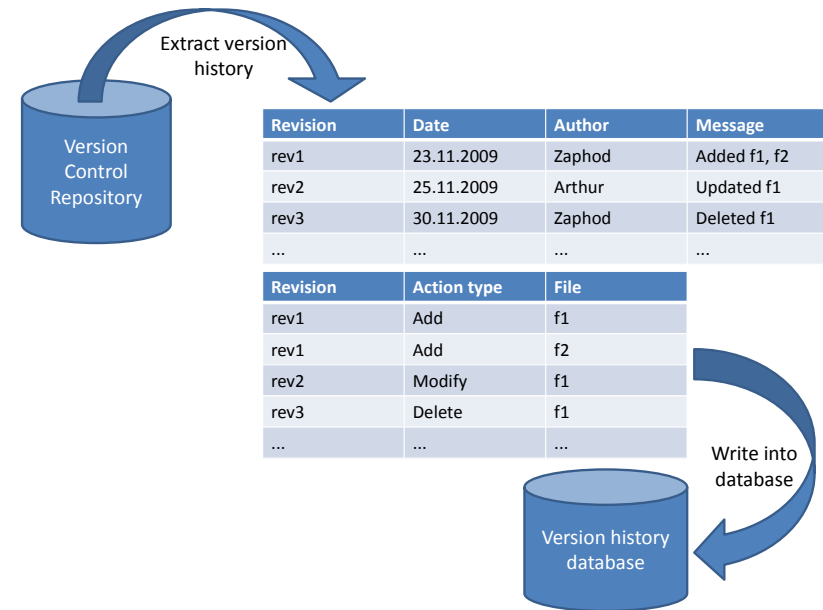 Extract version
history
Version
Control
Repository
Revision Date Author Message
rev1 23.11.2009 Zaphod Added f1, f2
rev2 25.11.2009 Arthur Updated f1
rev3 30.11.2009 Zaphod Deleted f1
... ... ... ...
Revision Action type File
rev1 Add f1
rev1 Add f2
rev2 Modify f1
rev3 Delete f1
... ... ...
Write into
database
Version history
database